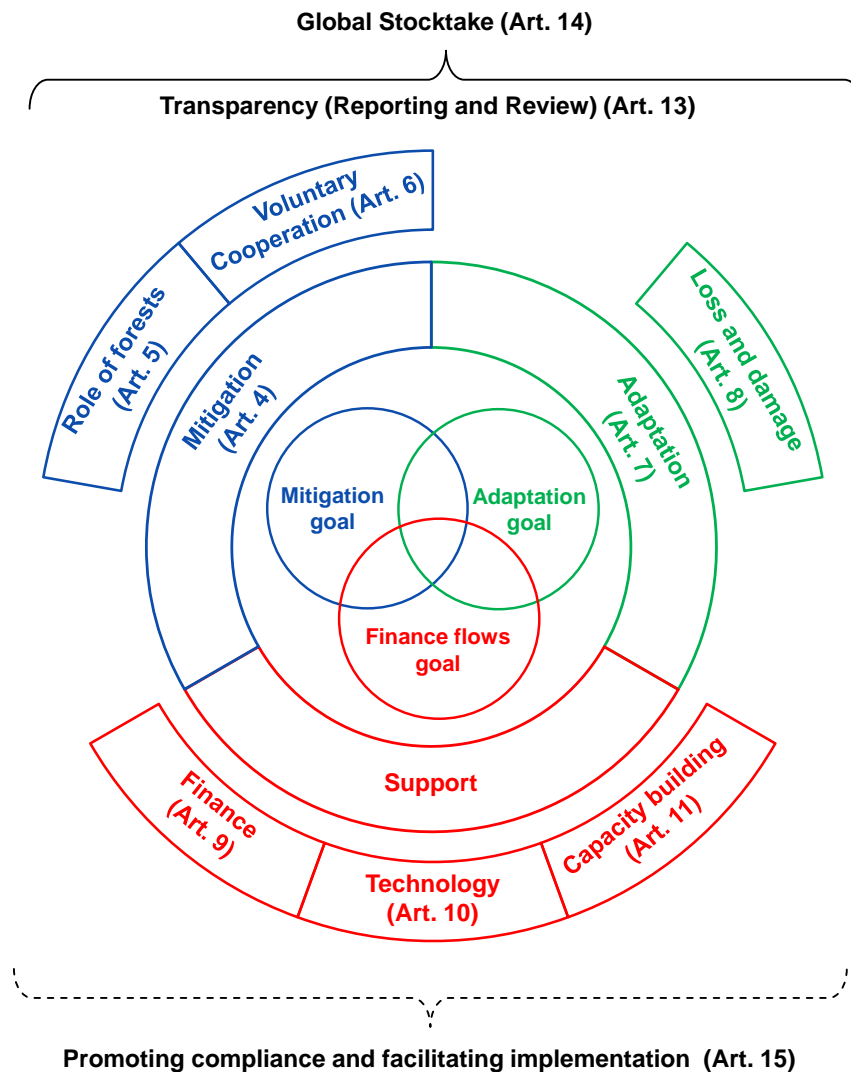 Global Stocktake (Art. 14)
Transparency (Reporting and Review) (Art. 13)
Voluntary
Cooperation (Art. 6)
Role of forests
(Art. 5)
Mitigation
(Art. 4)
Loss and damage
(Art. 8)
Adaptation
(Art. 7)
Mitigation
goal
Adaptation
goal
Finance flows
goal
Support
Finance
(Art. 9)
Technology
(Art. 10)
Capacity building
(Art. 11)
Promoting compliance and facilitating implementation (Art. 15)